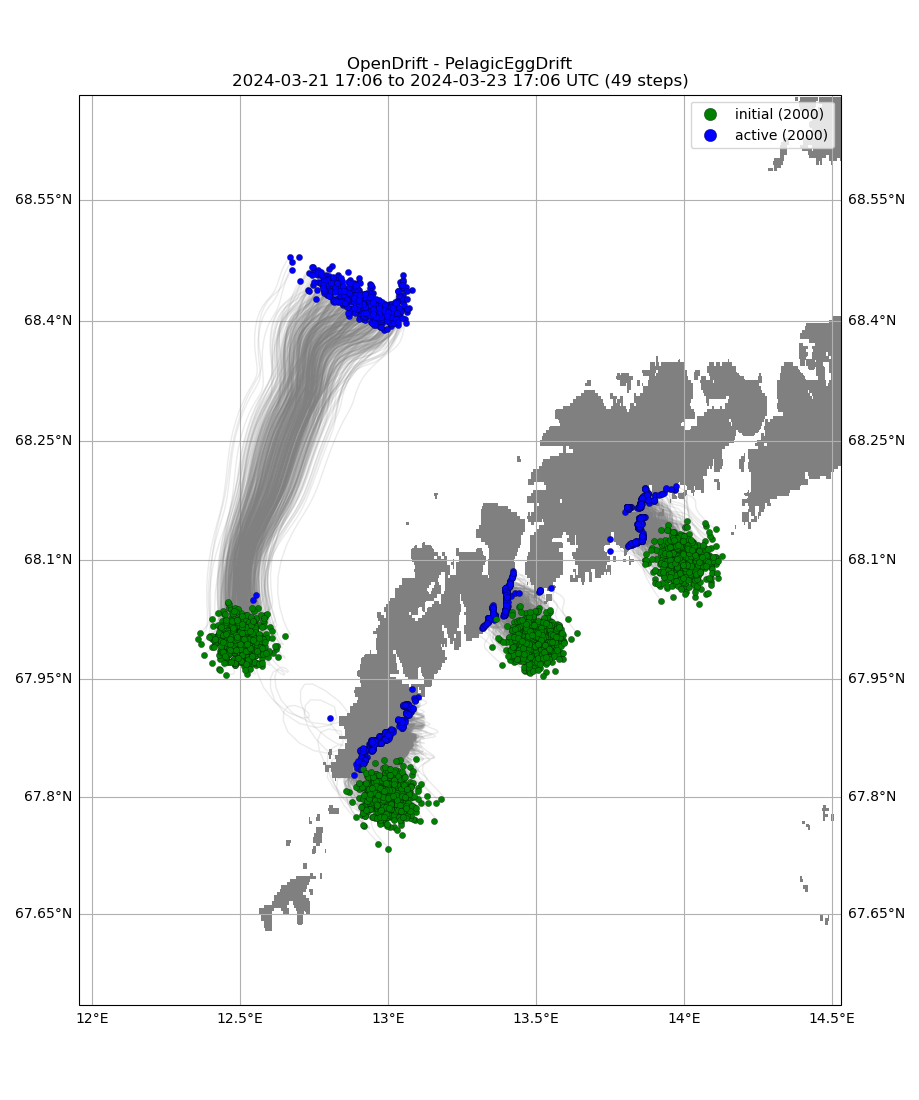 OpenDrift - PelagicEggDrift
2024-03-21 17:06 to 2024-03-23 17:06 UTC (49 steps)
initial (2000)
active (2000)
68.55°N 68.55°N
68.4°N 68.4°N
68.25°N 68.25°N
68.1°N 68.1°N
67.95°N 67.95°N
67.8°N 67.8°N
67.65°N 67.65°N
12°E 12.5°E 13°E 13.5°E 14°E 14.5°E